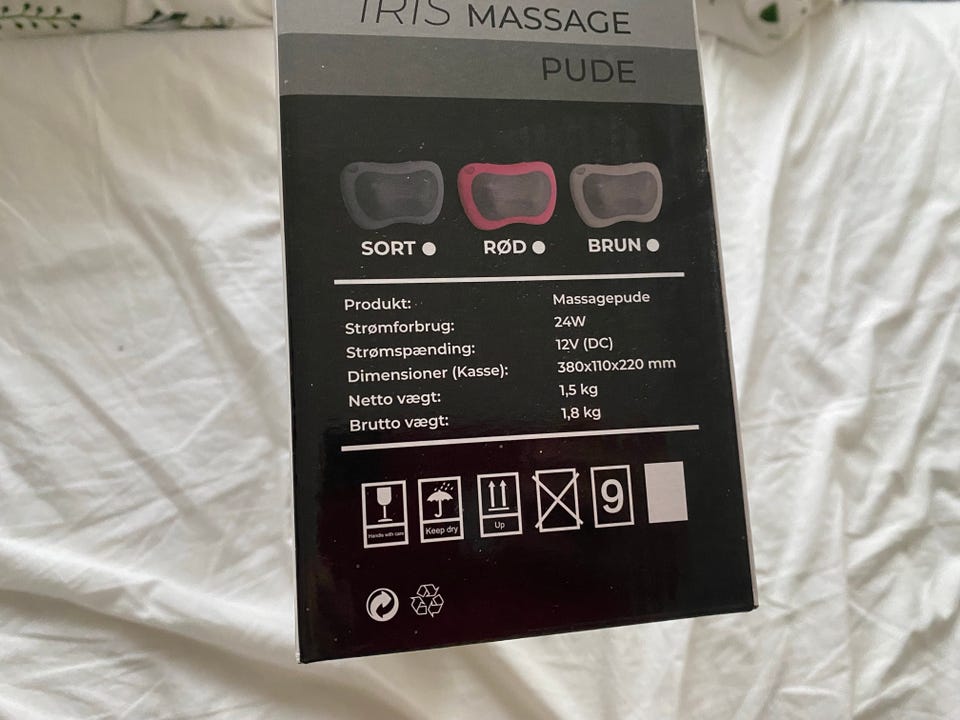 IRIS MASSAGE
PUDE
SORT RØD BRUN
Produkt: Massagepude
Strømforbrug: 24W
Strømspænding: 12V (DC)
Dimensioner (Kasse): 380x110x220 mm
Netto vægt: 1,5 kg
Brutto vægt: 1,8 kg
Handle with care Keep dry Up 9